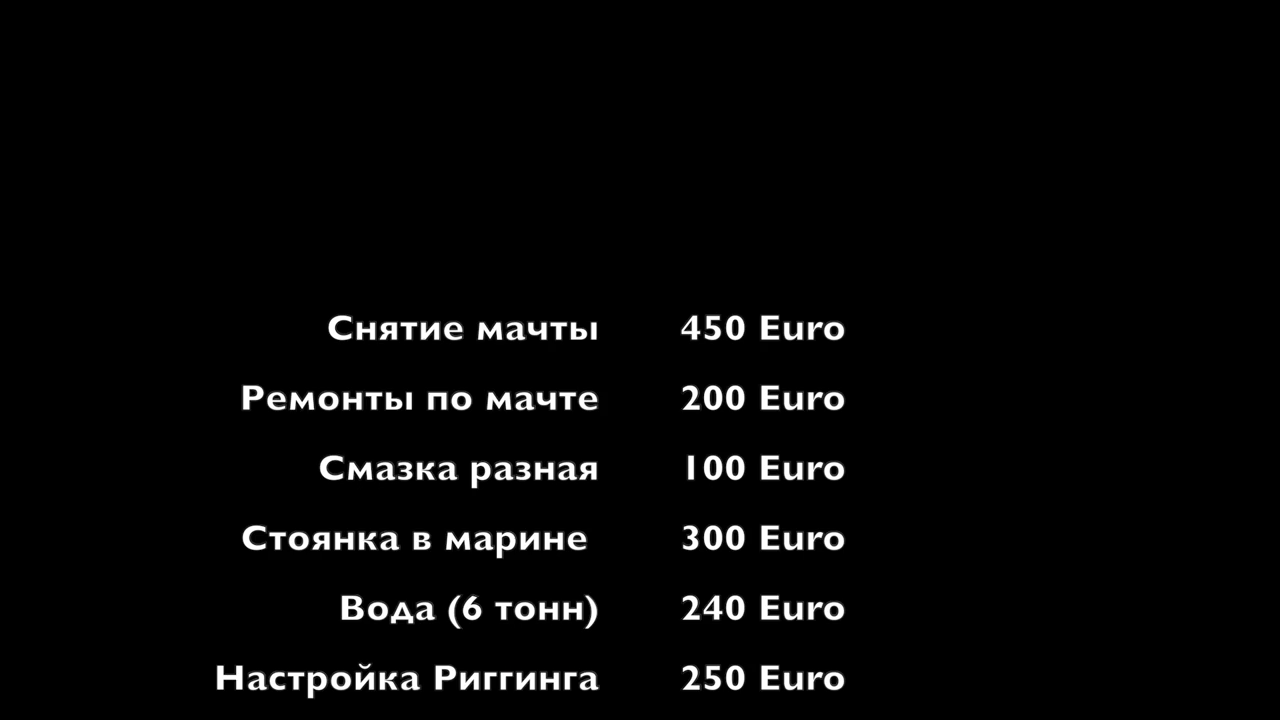 Снятие мачты 450 Euro
Ремонты по мачте 200 Euro
Смазка разная 100 Euro
Стоянка в марине 300 Euro
Вода (6 тонн) 240 Euro
Настройка Риггинга 250 Euro